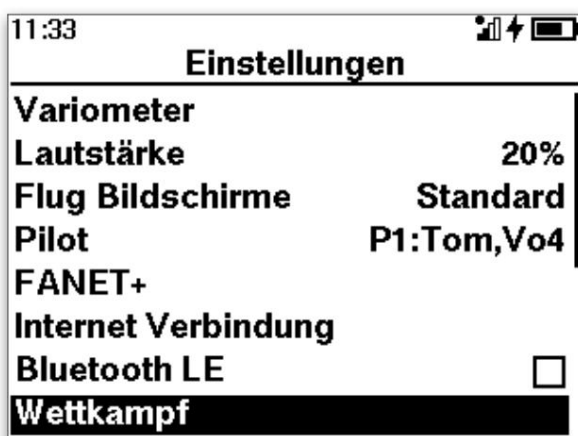 11:33
Einstellungen
Variometer
Lautstärke 20%
Flug Bildschirme Standard
Pilot P1:Tom,Vo4
FANET+
Internet Verbindung
Bluetooth LE
Wettkampf